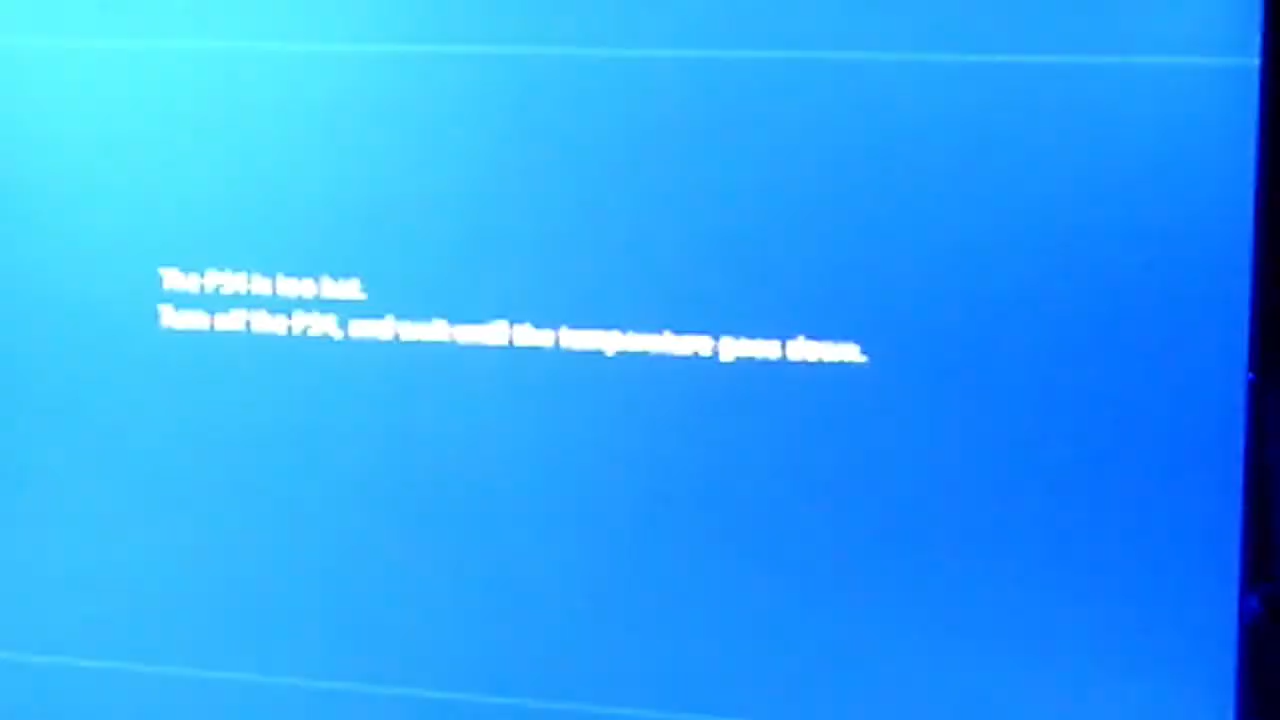 The PS4 is too hot.
Turn off the PS4, and wait until the temperature goes down.